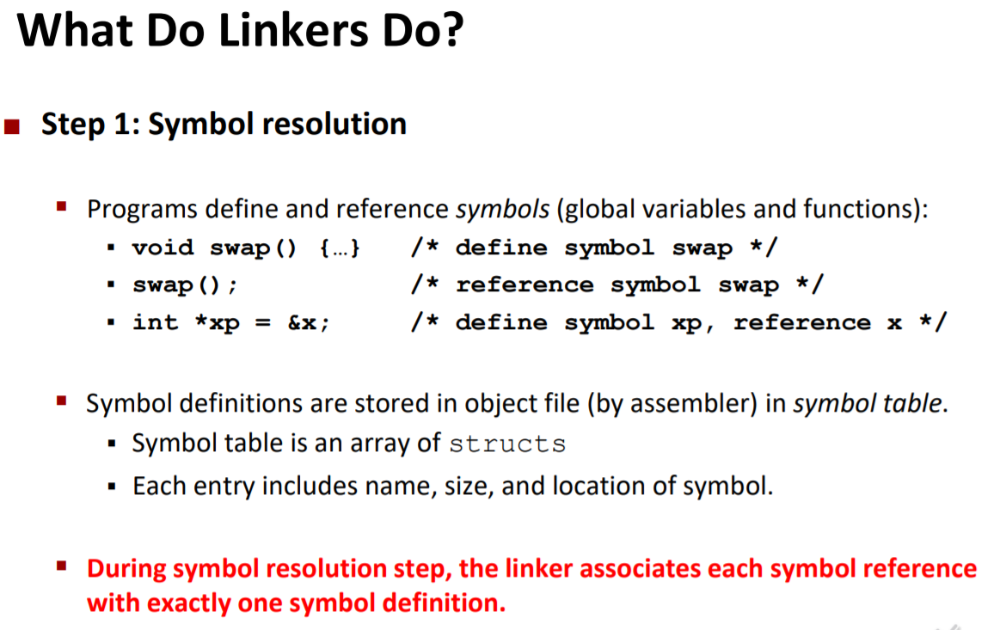 What Do Linkers Do?
Step 1: Symbol resolution
Programs define and reference symbols (global variables and functions):
void swap() {…} /* define symbol swap */
swap(); /* reference symbol swap */
int *xp = &x; /* define symbol xp, reference x */
Symbol definitions are stored in object file (by assembler) in symbol table.
Symbol table is an array of structs
Each entry includes name, size, and location of symbol.
During symbol resolution step, the linker associates each symbol reference
with exactly one symbol definition.